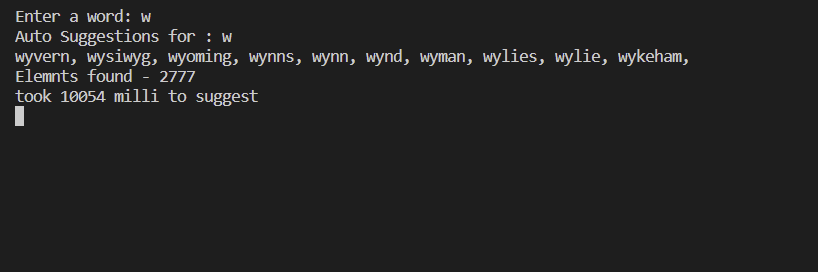 Enter a word: w
Auto Suggestions for : w
wyvern, wysiwyg, wyoming, wynns, wynn, wynd, wyman, wylies, wylie, wykeham,
Elemnts found - 2777
took 10054 milli to suggest